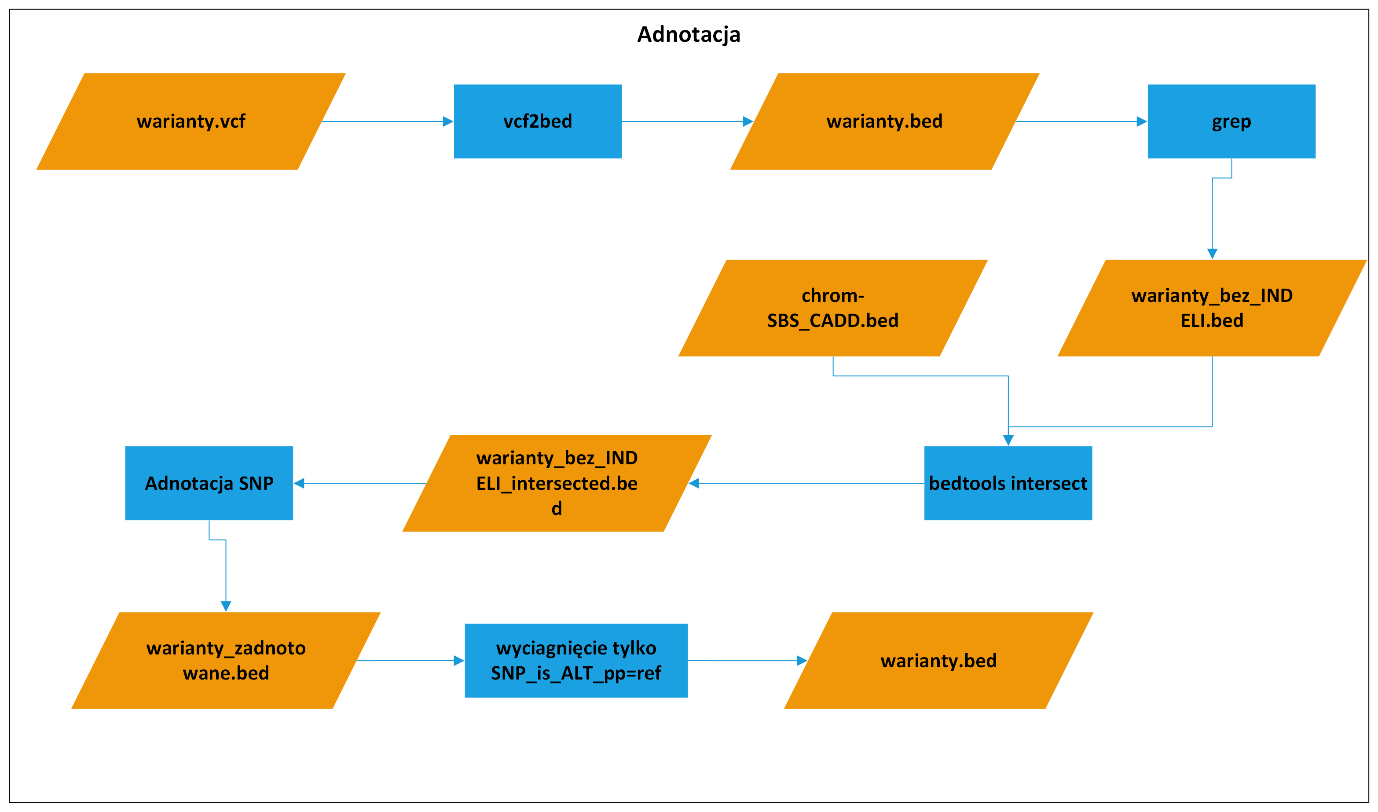 Adnotacja
warianty.vcf
vcf2bed
warianty.bed
grep
chrom-
SBS_CADD.bed
warianty_bez_IND
ELI.bed
Adnotacja SNP
warianty_bez_IND
ELI_intersected.be
d
bedtools intersect
warianty_zadnoto
wane.bed
wyciagnięcie tylko
SNP_is_ALT_pp=ref
warianty.bed